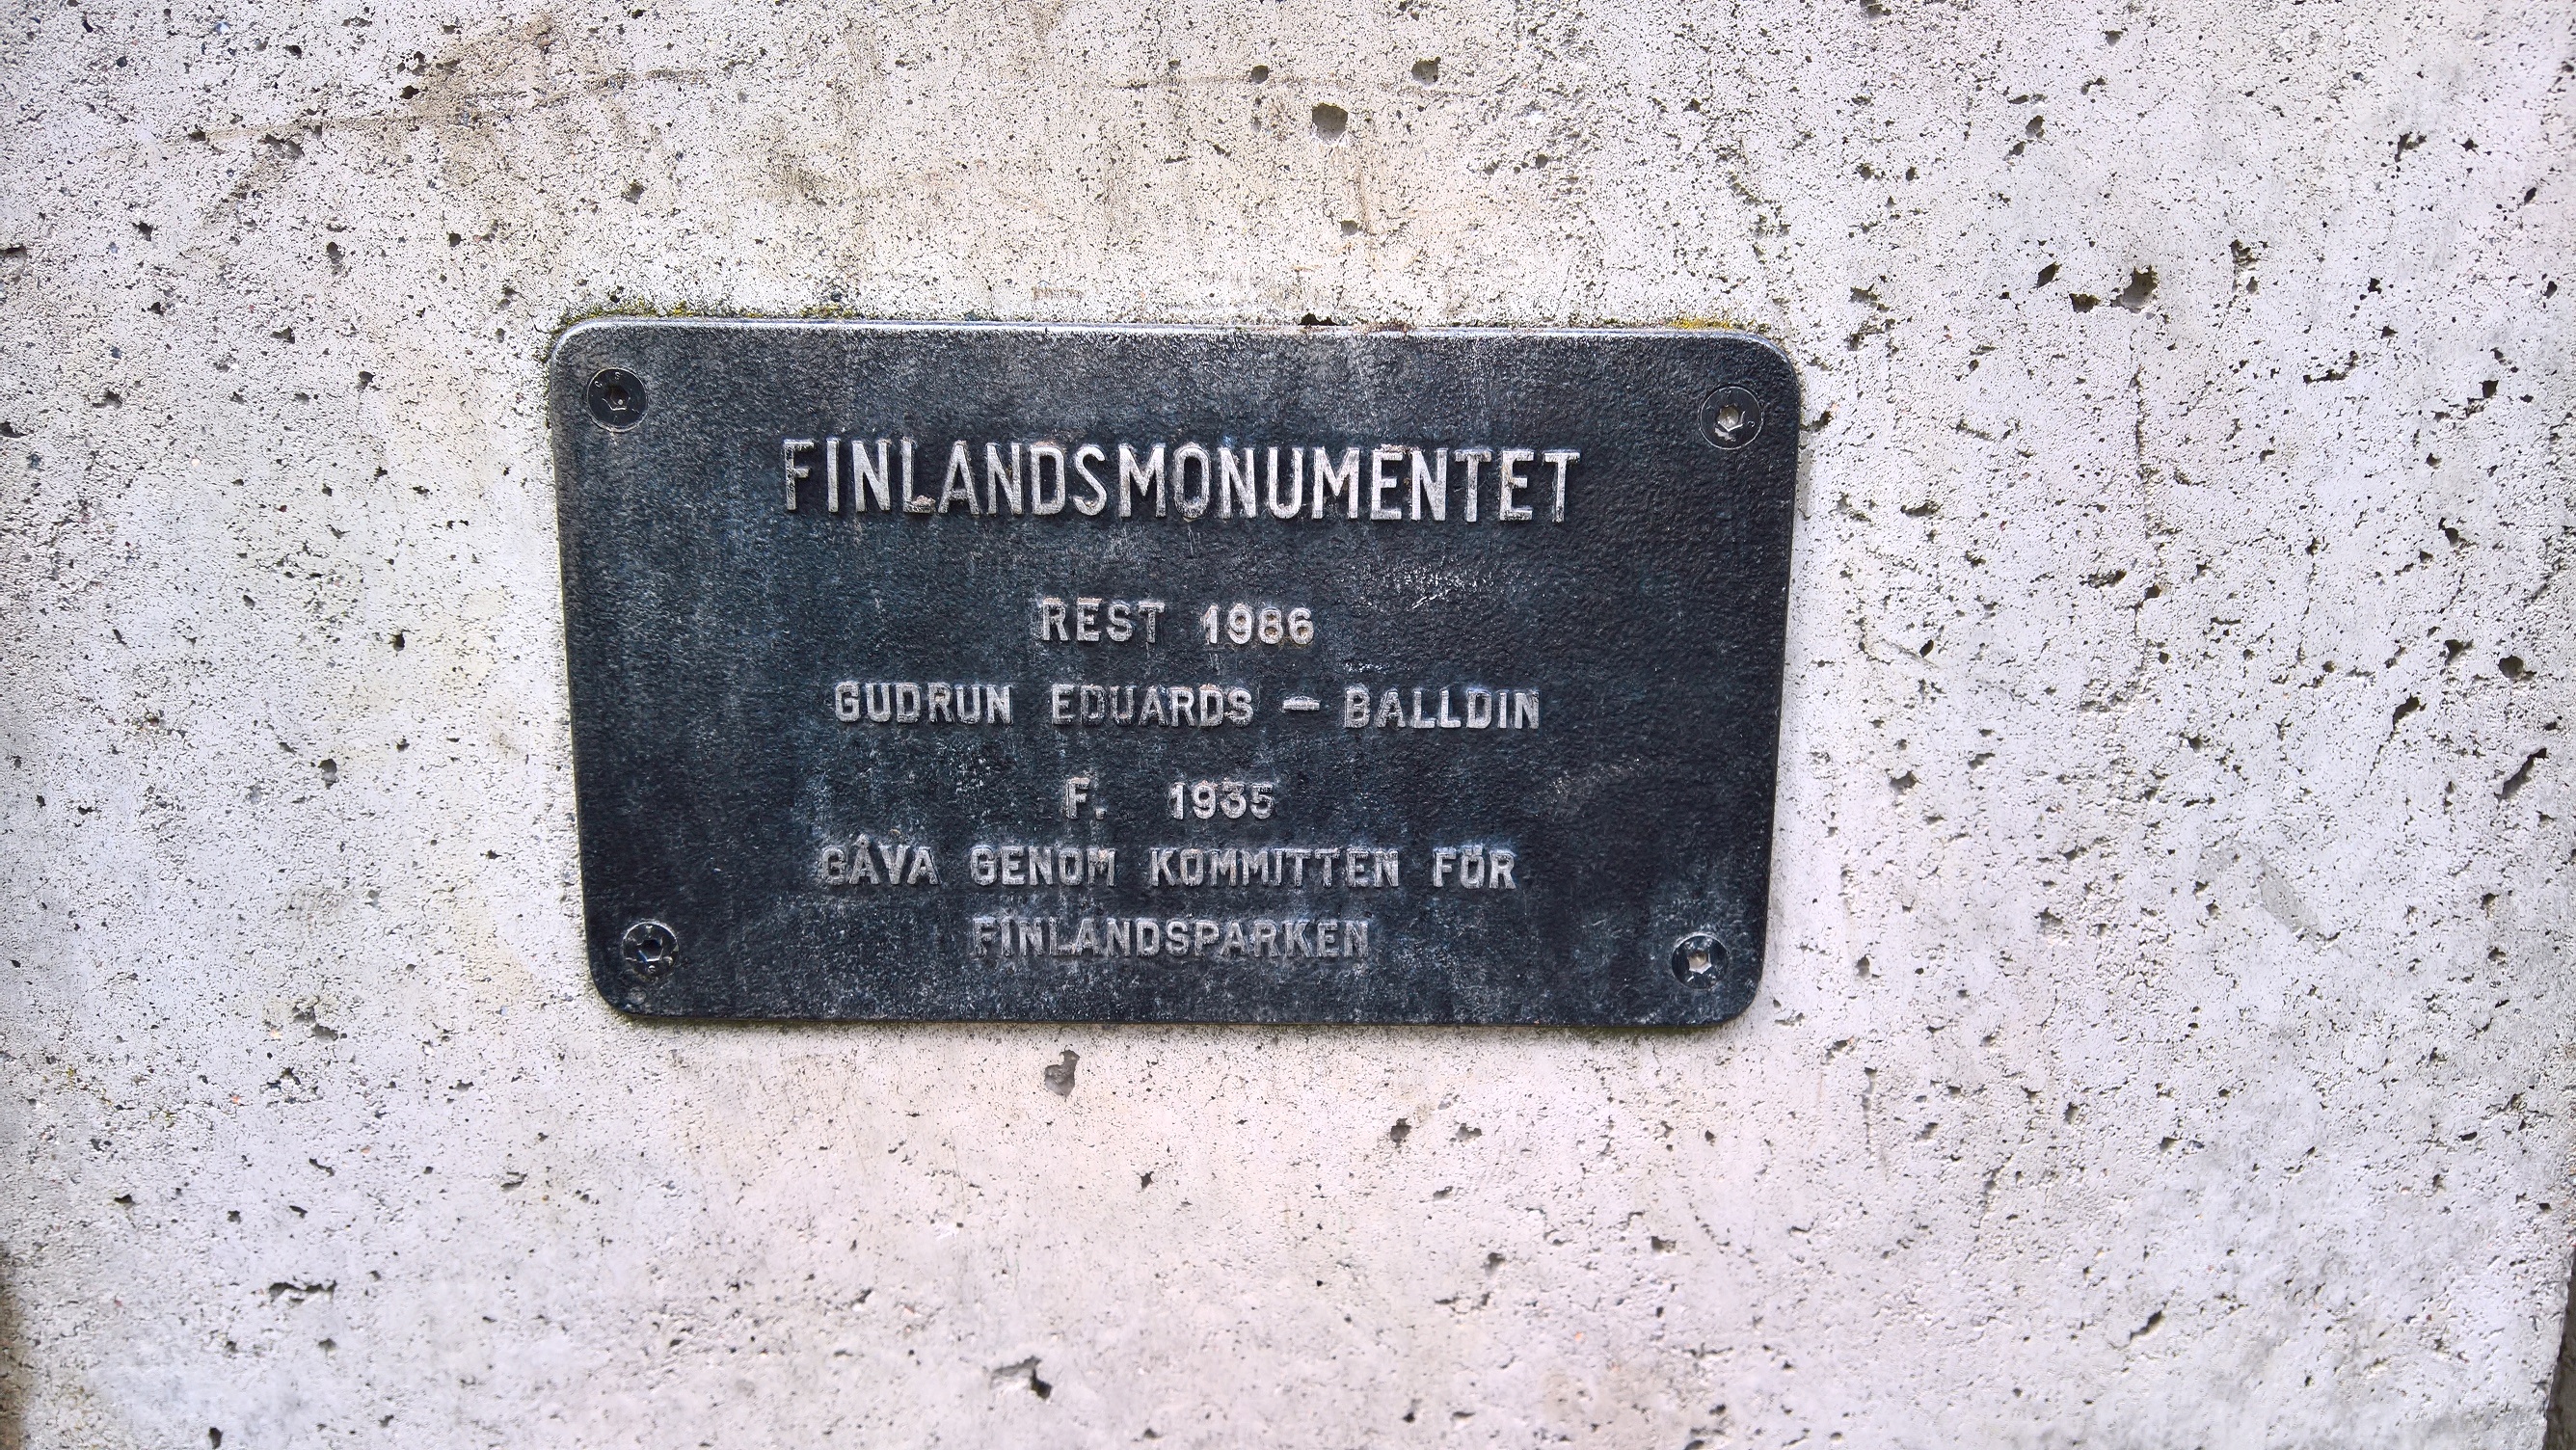 FINLANDSMONUMENTET
REST 1986
GUDRUN EDUARDS – BALLDIN
F. 1935
GÅVA GENOM KOMMITTEN FÖR
FINLANDSPARKEN